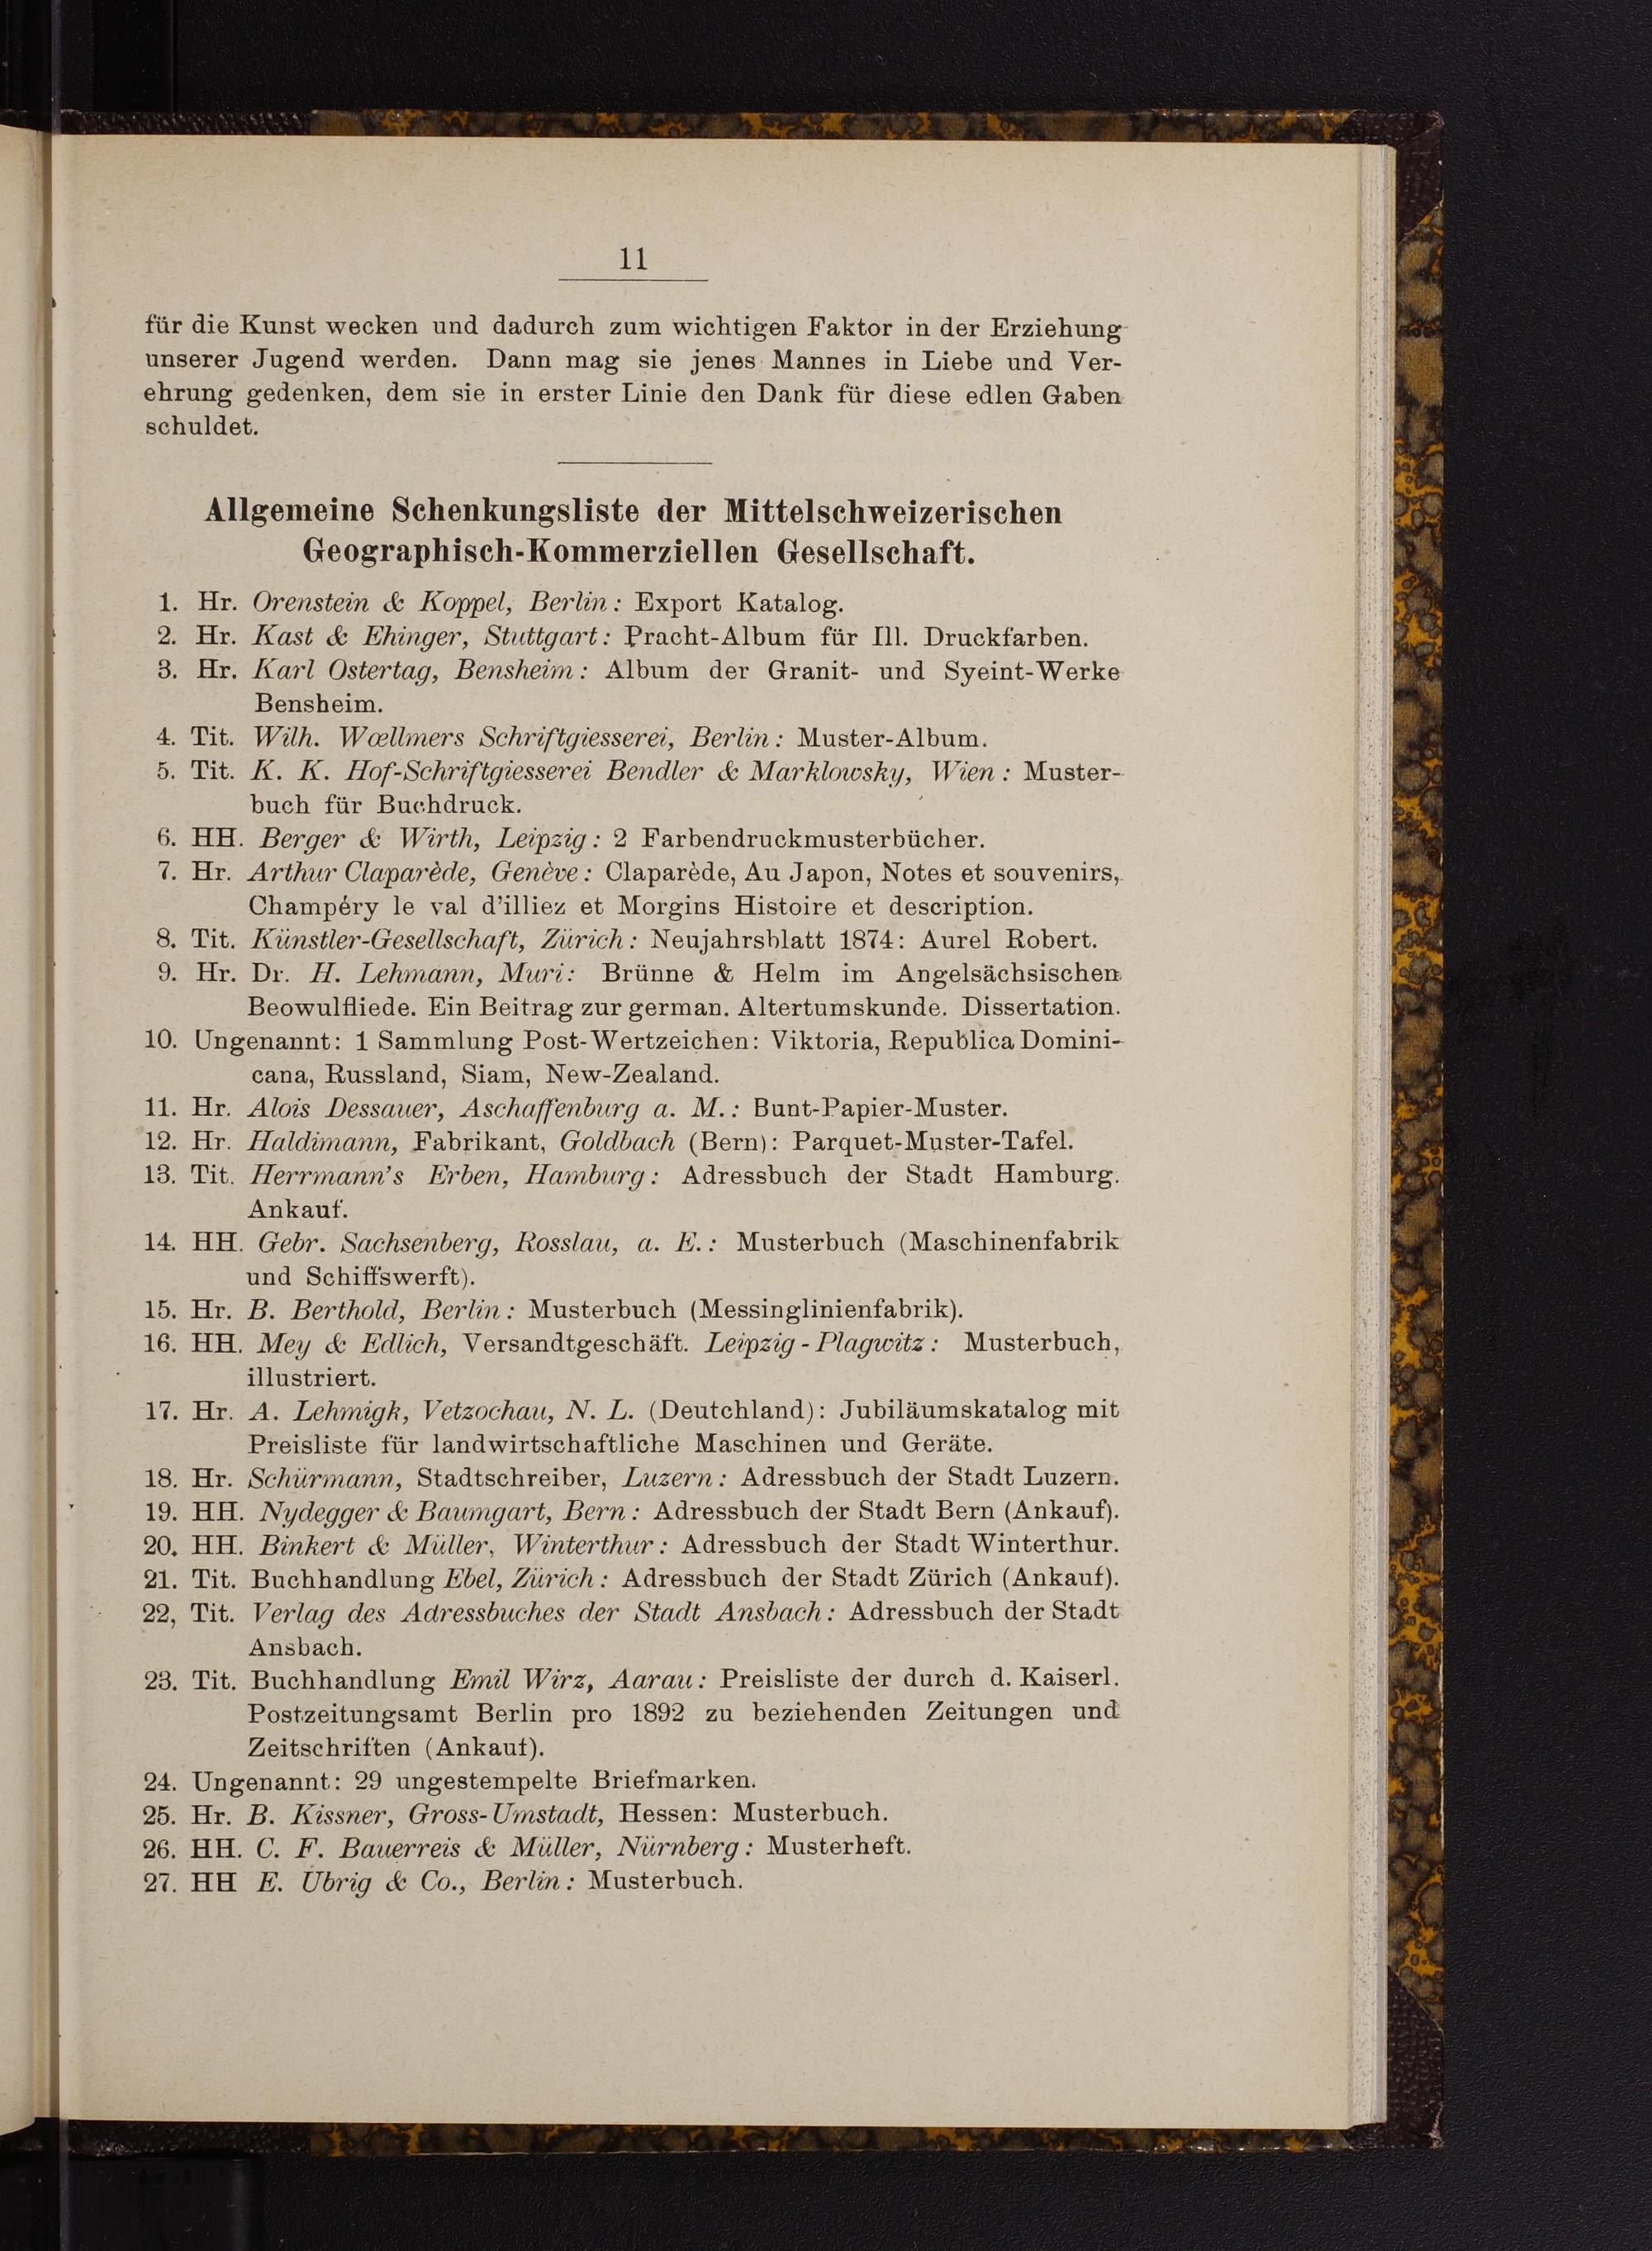 11
für die Kunst wecken und dadurch zum wichtigen Faktor in der Erziehung
unserer Jugend werden. Dann mag sie jenes Mannes in Liebe und Ver-
ehrung gedenken, dem sie in erster Linie den Dank für diese edlen Gaben
schuldet.
Allgemeine Schenkungsliste der Mittelschweizerischen
Geographisch-Kommerziellen Gesellschaft.
1. Hr. Orenstein & Koppel, Berlin: Export Katalog.
2. Hr. Kast & Ehinger, Stuttgart: Pracht-Album für Ill. Druckfarben.
3. Hr. Karl Ostertag, Bensheim: Album der Granit- und Syeint-Werke
Bensheim.
4. Tit. Wilh. Wœllmers Schriftgiesserei, Berlin: Muster-Album.
5. Tit. K. K. Hof-Schriftgiesserei Bendler & Marklowsky, Wien: Muster-
buch für Buchdruck.
6. HH. Berger & Wirth, Leipzig: 2 Farbendruckmusterbücher.
7. Hr. Arthur Claparède, Genève: Claparède, Au Japon, Notes et souvenirs,
Champéry le val d'illiez et Morgins Histoire et description.
8. Tit. Künstler-Gesellschaft, Zürich: Neujahrsblatt 1874: Aurel Robert.
9. Hr. Dr. H. Lehmann, Muri: Brünne & Helm im Angelsächsischen
Beowulfliede. Ein Beitrag zur german. Altertumskunde. Dissertation.
10. Ungenannt: 1 Sammlung Post-Wertzeichen: Viktoria, Republica Domini-
cana, Russland, Siam, New-Zealand.
11. Hr. Alois Dessauer, Aschaffenburg a. M.: Bunt-Papier-Muster.
12. Hr. Haldimann, Fabrikant, Goldbach (Bern): Parquet-Muster-Tafel.
13. Tit. Herrmann's Erben, Hamburg: Adressbuch der Stadt Hamburg.
Ankauf.
14. HH. Gebr. Sachsenberg, Rosslau, a. E.: Musterbuch (Maschinenfabrik
und Schiffswerft).
15. Hr. B. Berthold, Berlin: Musterbuch (Messinglinienfabrik).
16. HH. Mey & Edlich, Versandtgeschäft. Leipzig-Plagwitz: Musterbuch,
illustriert.
17. Hr. A. Lehmigk, Vetzochau, N. L. (Deutchland): Jubiläumskatalog mit
Preisliste für landwirtschaftliche Maschinen und Geräte.
18. Hr. Schürmann, Stadtschreiber, Luzern: Adressbuch der Stadt Luzern.
19. HH. Nydegger & Baumgart, Bern: Adressbuch der Stadt Bern (Ankauf).
20. HH. Binkert & Müller, Winterthur: Adressbuch der Stadt Winterthur.
21. Tit. Buchhandlung Ebel, Zürich: Adressbuch der Stadt Zürich (Ankauf).
22, Tit. Verlag des Adressbuches der Stadt Ansbach: Adressbuch der Stadt
Ansbach.
23. Tit. Buchhandlung Emil Wirz, Aarau: Preisliste der durch d. Kaiserl.
Postzeitungsamt Berlin pro 1892 zu beziehenden Zeitungen und
Zeitschriften (Ankauf).
24. Ungenannt: 29 ungestempelte Briefmarken.
25. Hr. B. Kissner, Gross-Umstadt, Hessen: Musterbuch.
26. HH. C. F. Bauerreis & Müller, Nürnberg: Musterheft.
27. HH E. Ubrig & Co., Berlin: Musterbuch.